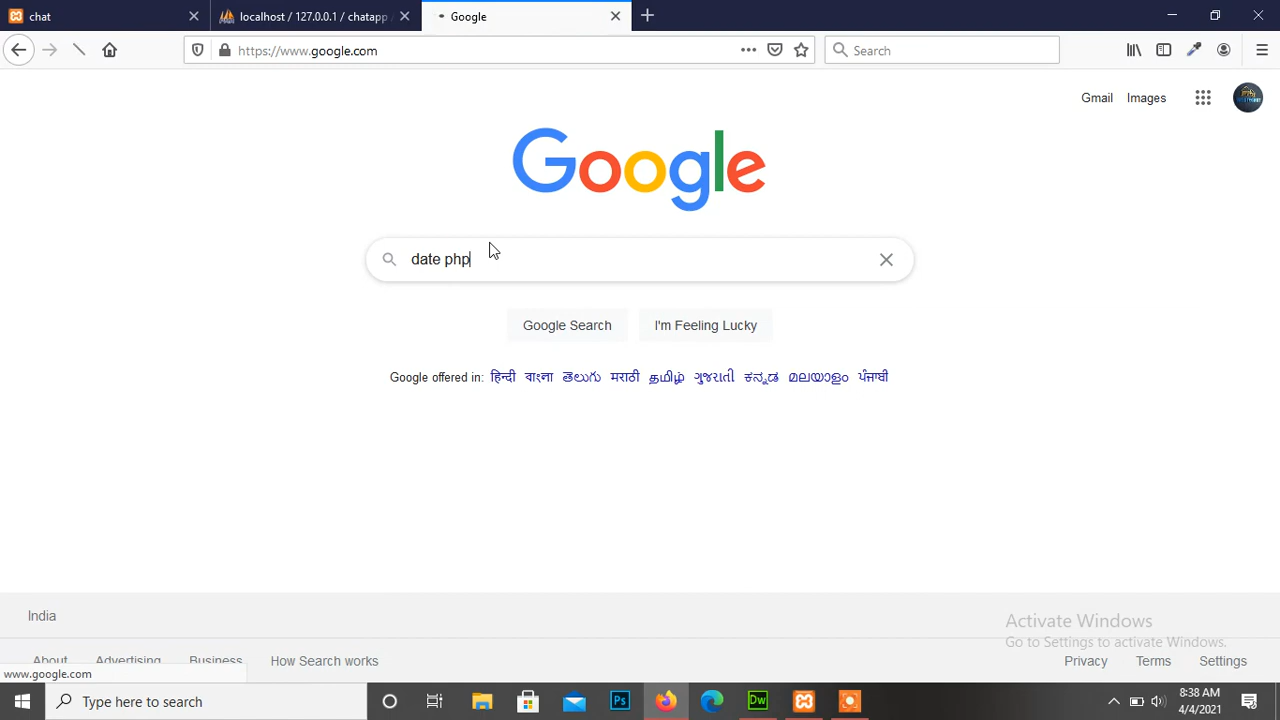 chat
localhost / 127.0.0.1 / chatapp
Google
https://www.google.com
Search
Gmail
Images
Google
date php
Google Search
I'm Feeling Lucky
Google offered in: हिन्दी বাংলা తెలుగు मराठी தமிழ் ગુજરાતી ಕನ್ನಡ മലയാളം ਪੰਜਾਬੀ
India
Activate Windows
Go to Settings to activate Windows.
About
Advertising
Business
How Search works
Privacy
Terms
Settings
www.google.com
Type here to search
Ps
Dw
8:38 AM
4/4/2021